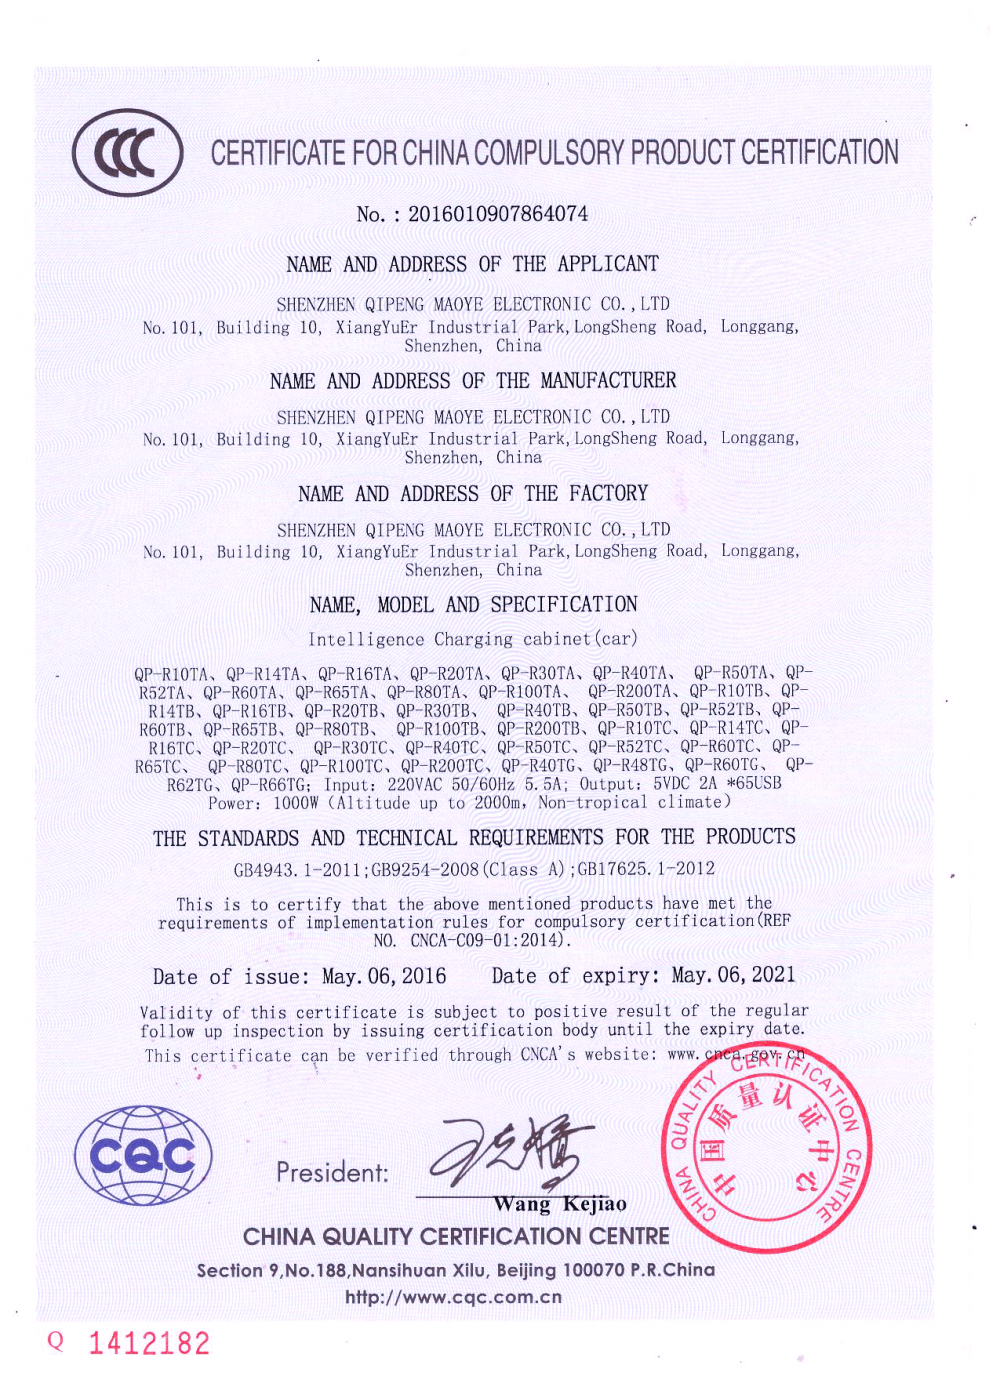 CCC
CERTIFICATE FOR CHINA COMPULSORY PRODUCT CERTIFICATION
No. : 2016010907864074
NAME AND ADDRESS OF THE APPLICANT
SHENZHEN QIPENG MAOYE ELECTRONIC CO.,LTD
No. 101, Building 10, XiangYuEr Industrial Park, LongSheng Road, Longgang,
Shenzhen, China
NAME AND ADDRESS OF THE MANUFACTURER
SHENZHEN QIPENG MAOYE ELECTRONIC CO.,LTD
No. 101, Building 10, XiangYuEr Industrial Park, LongSheng Road, Longgang,
Shenzhen, China
NAME AND ADDRESS OF THE FACTORY
SHENZHEN QIPENG MAOYE ELECTRONIC CO.,LTD
No. 101, Building 10, XiangYuEr Industrial Park, LongSheng Road, Longgang,
Shenzhen, China
NAME, MODEL AND SPECIFICATION
Intelligence Charging cabinet(car)
QP-R10TA、QP-R14TA、QP-R16TA、QP-R20TA、QP-R30TA、QP-R40TA、 QP-R50TA、QP-
R52TA、QP-R60TA、QP-R65TA、QP-R80TA、QP-R100TA、 QP-R200TA、QP-R10TB、QP-
R14TB、QP-R16TB、QP-R20TB、QP-R30TB、 QP-R40TB、QP-R50TB、QP-R52TB、QP-
R60TB、QP-R65TB、QP-R80TB、 QP-R100TB、QP-R200TB、QP-R10TC、QP-R14TC、QP-
R16TC、QP-R20TC、 QP-R30TC、QP-R40TC、QP-R50TC、QP-R52TC、QP-R60TC、QP-
R65TC、 QP-R80TC、QP-R100TC、QP-R200TC、QP-R40TG、QP-R48TG、QP-R60TG、 QP-
R62TG、QP-R66TG; Input: 220VAC 50/60Hz 5.5A; Output: 5VDC 2A *65USB
Power: 1000W (Altitude up to 2000m, Non-tropical climate)
THE STANDARDS AND TECHNICAL REQUIREMENTS FOR THE PRODUCTS
GB4943.1-2011;GB9254-2008(Class A);GB17625.1-2012
This is to certify that the above mentioned products have met the
requirements of implementation rules for compulsory certification(REF
NO. CNCA-C09-01:2014).
Date of issue: May. 06, 2016 Date of expiry: May. 06, 2021
Validity of this certificate is subject to positive result of the regular
follow up inspection by issuing certification body until the expiry date.
This certificate can be verified through CNCA's website: www.cnca.gov.cn
CHINA QUALITY CERTIFICATION CENTRE
中国质量认证中心
CQC
President:
Wang Kejiao
CHINA QUALITY CERTIFICATION CENTRE
Section 9,No.188,Nansihuan Xilu, Beijing 100070 P.R.China
http://www.cqc.com.cn
Q 1412182